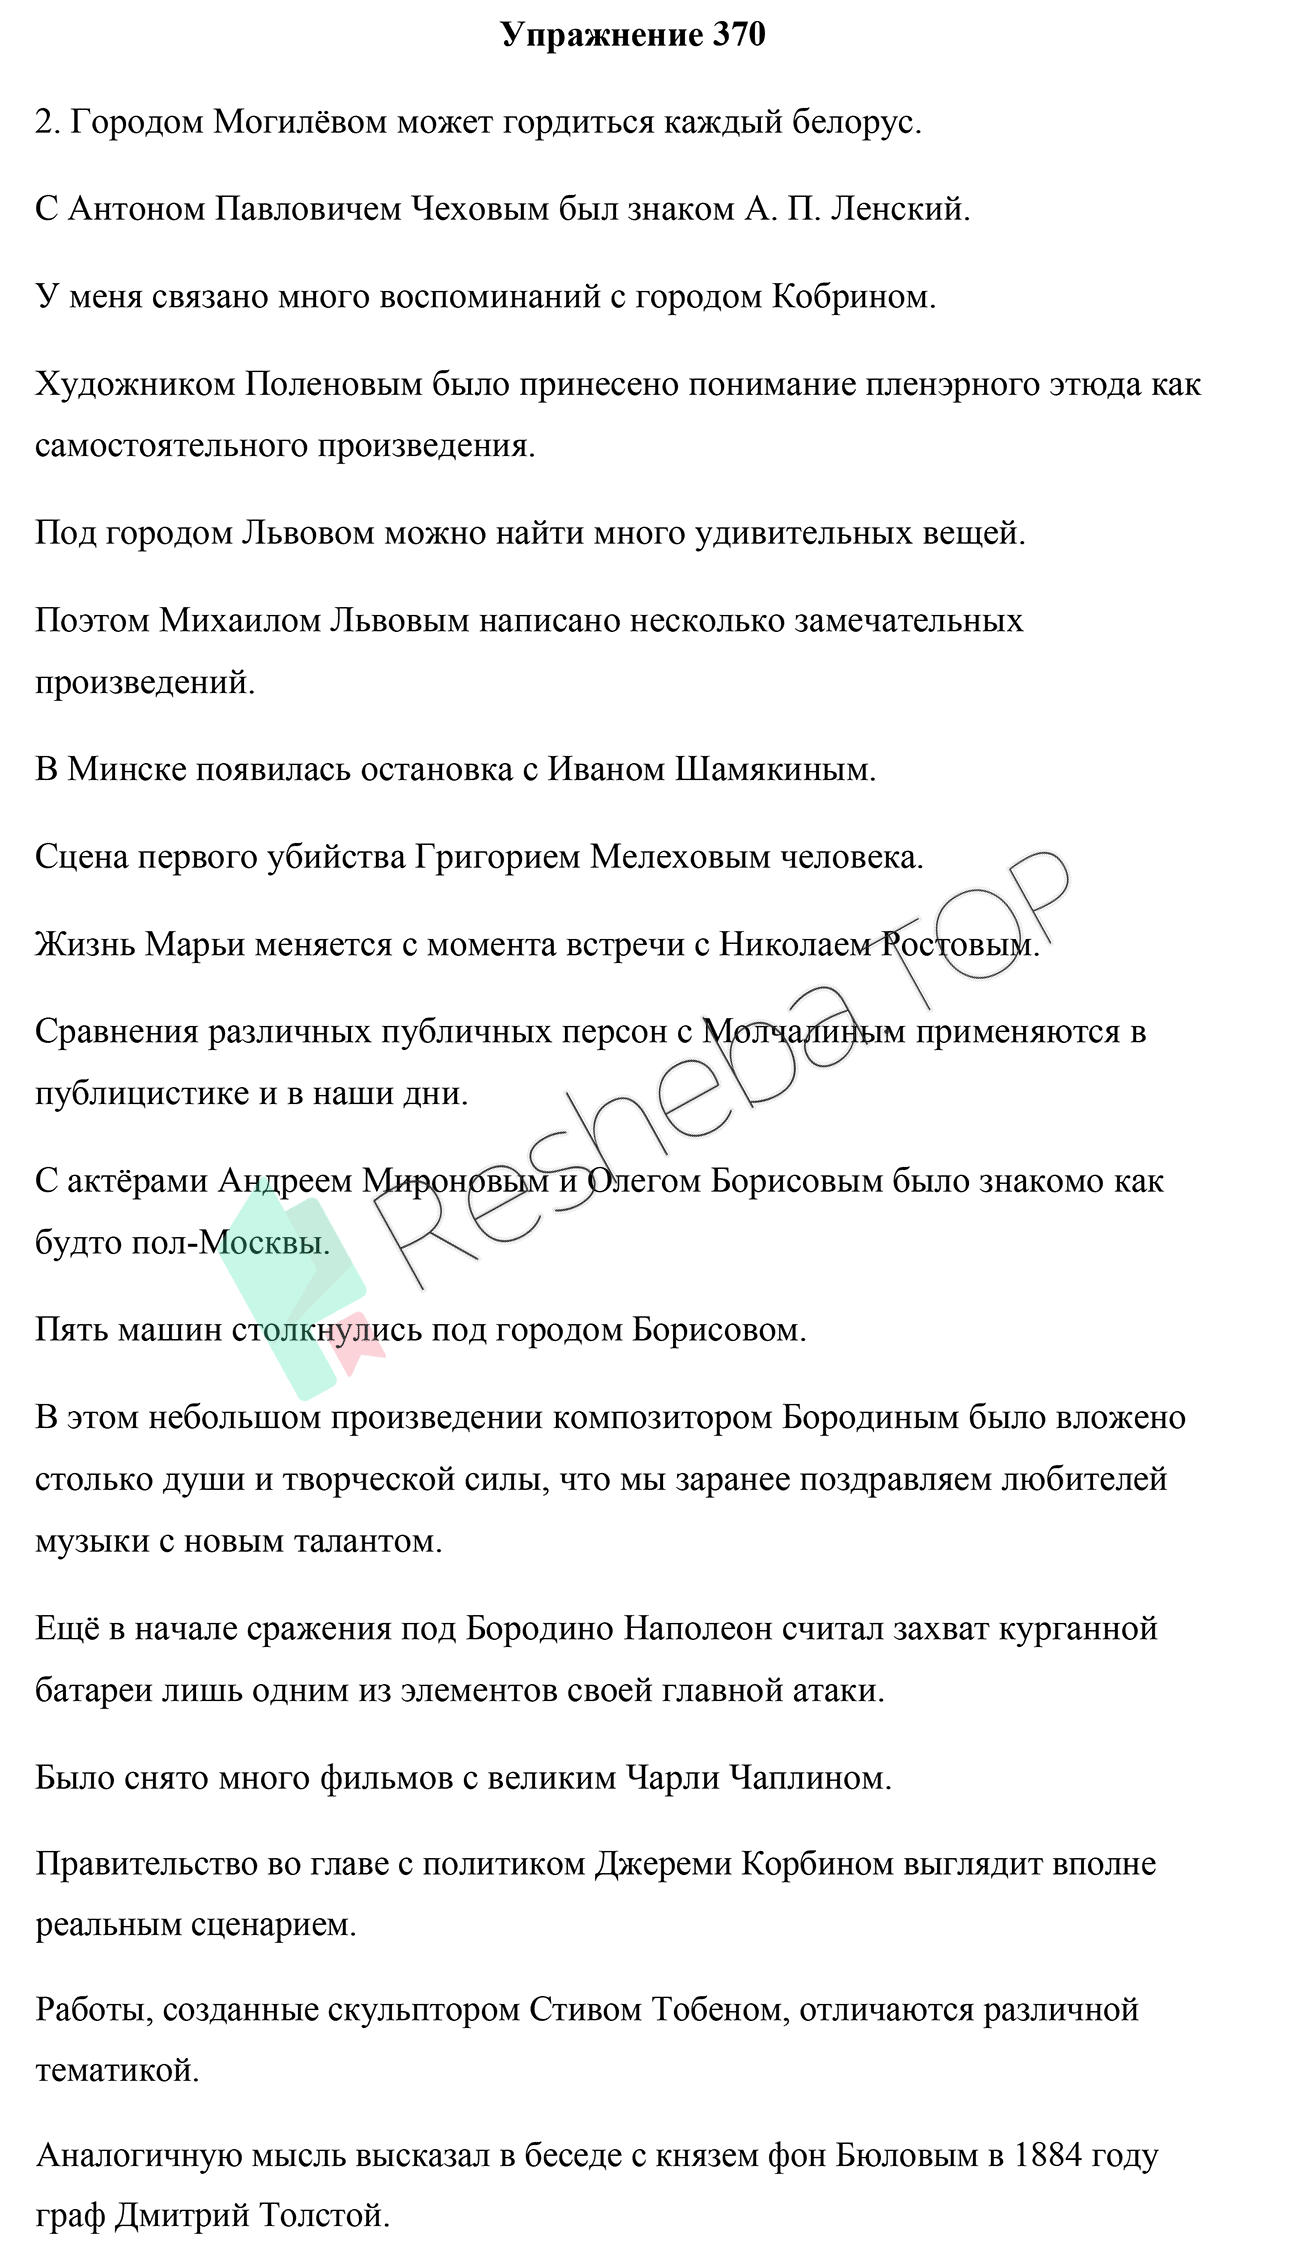 Упражнение 370
2. Городом Могилёвом может гордиться каждый белорус.
С Антоном Павловичем Чеховым был знаком А. П. Ленский.
У меня связано много воспоминаний с городом Кобрином.
Художником Поленовым было принесено понимание пленэрного этюда как
самостоятельного произведения.
Под городом Львовом можно найти много удивительных вещей.
Поэтом Михаилом Львовым написано несколько замечательных
произведений.
В Минске появилась остановка с Иваном Шамякиным.
Сцена первого убийства Григорием Мелеховым человека.
Жизнь Марьи меняется с момента встречи с Николаем Ростовым.
Сравнения различных публичных персон с Молчалиным применяются в
публицистике и в наши дни.
С актёрами Андреем Мироновым и Олегом Борисовым было знакомо как
будто пол-Москвы.
Пять машин столкнулись под городом Борисовом.
В этом небольшом произведении композитором Бородиным было вложено
столько души и творческой силы, что мы заранее поздравляем любителей
музыки с новым талантом.
Ещё в начале сражения под Бородино Наполеон считал захват курганной
батареи лишь одним из элементов своей главной атаки.
Было снято много фильмов с великим Чарли Чаплином.
Правительство во главе с политиком Джереми Корбином выглядит вполне
реальным сценарием.
Работы, созданные скульптором Стивом Тобеном, отличаются различной
тематикой.
Аналогичную мысль высказал в беседе с князем фон Бюловым в 1884 году
граф Дмитрий Толстой.
Resheba.TOP